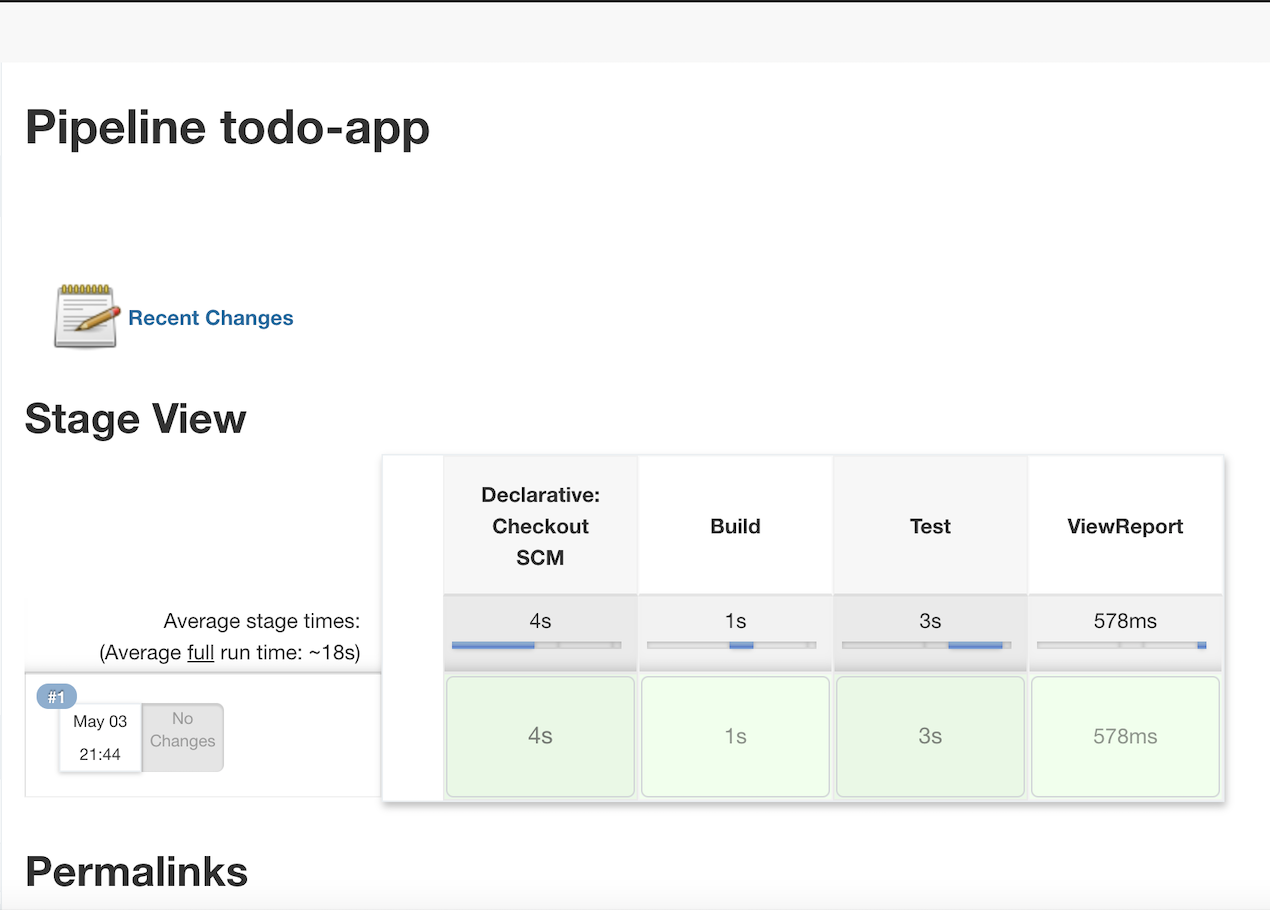 Pipeline todo-app
Recent Changes
Stage View
Declarative:
Checkout
SCM
Build
Test
ViewReport
Average stage times:
(Average full run time: ~18s)
4s
1s
3s
578ms
#1
May 03
21:44
No
Changes
4s
1s
3s
578ms
Permalinks